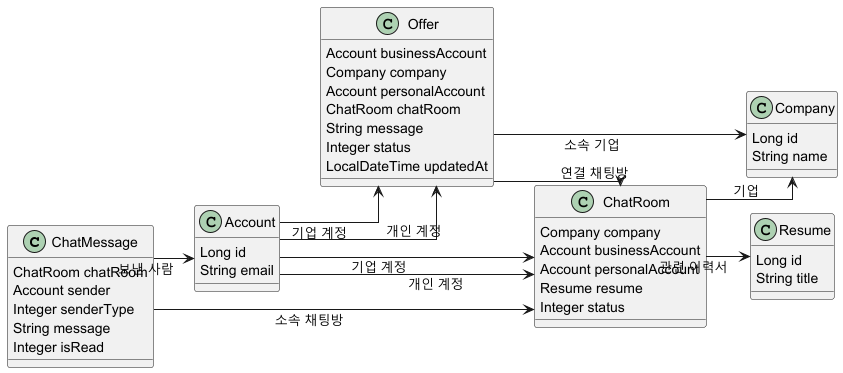 C Offer
Account businessAccount
Company company
Account personalAccount
ChatRoom chatRoom
String message
Integer status
LocalDateTime updatedAt
C Company
Long id
String name
소속 기업
연결 채팅방
C ChatRoom
Company company
Account businessAccount
Account personalAccount
Resume resume
Integer status
기업
C Resume
Long id
String title
관련 이력서
C Account
Long id
String email
기업 계정
개인 계정
기업 계정
개인 계정
C ChatMessage
ChatRoom chatRoom
Account sender
Integer senderType
String message
Integer isRead
보낸 사람
소속 채팅방